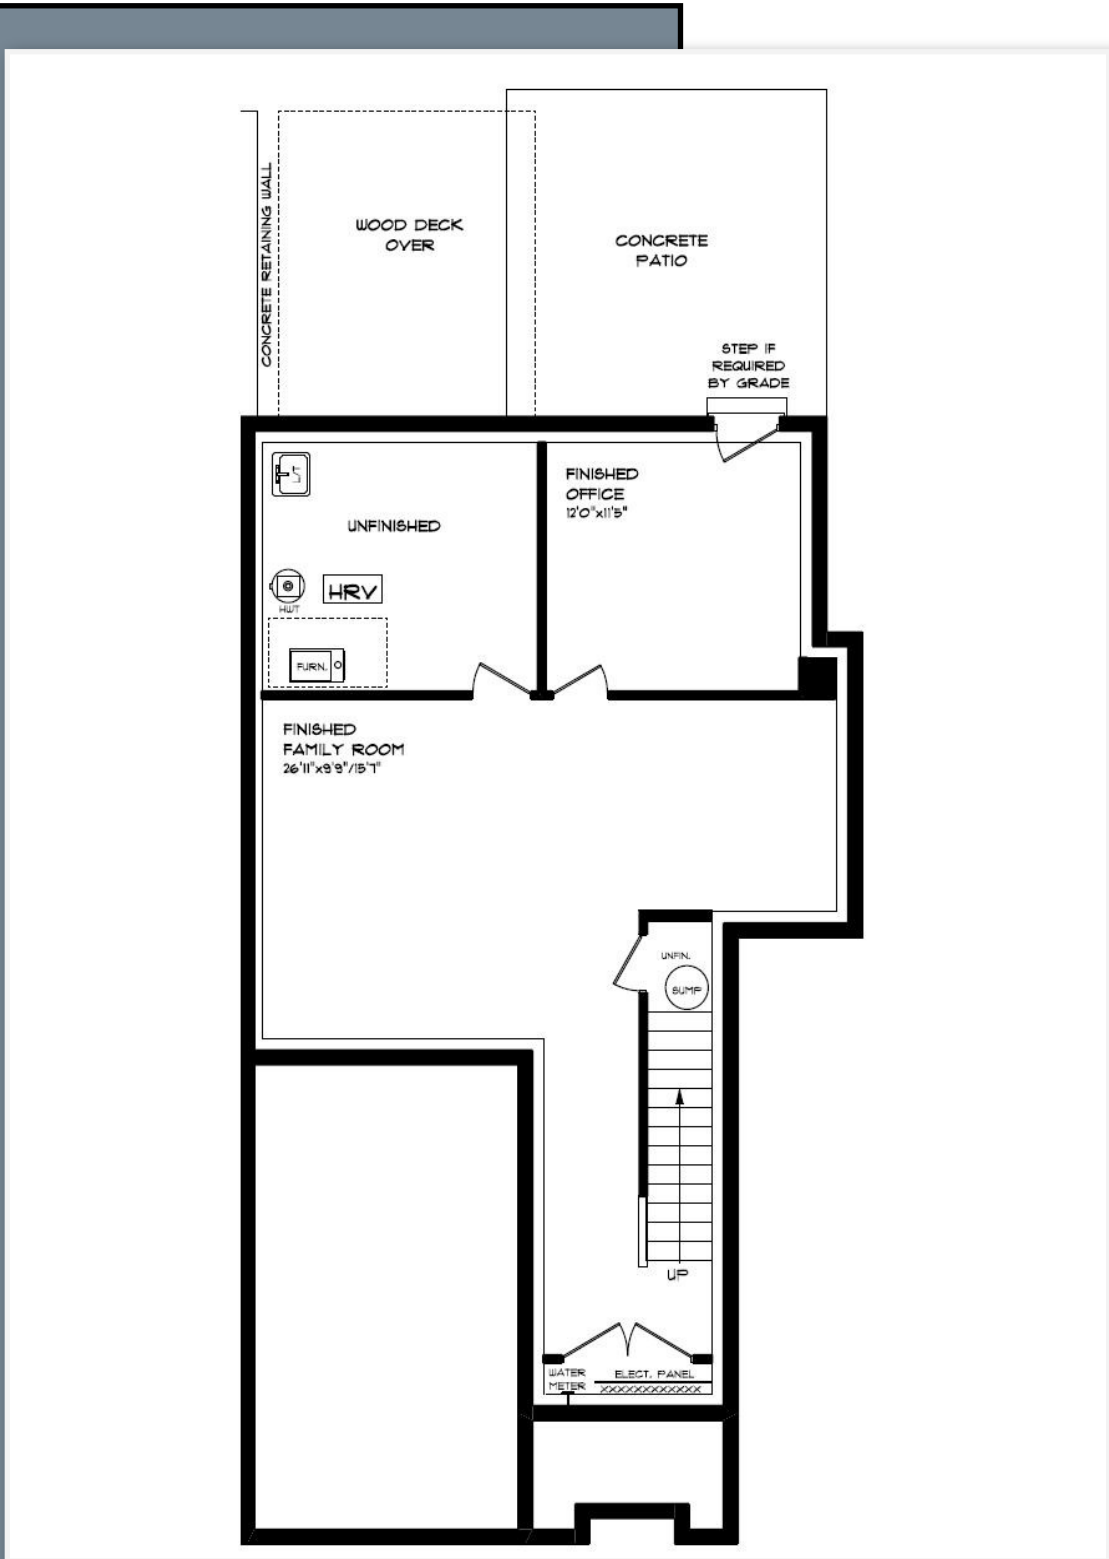 CONCRETE RETAINING WALL
WOOD DECK
OVER
CONCRETE
PATIO
STEP IF
REQUIRED
BY GRADE
LT
UNFINISHED
FINISHED
OFFICE
12'0"x11'5"
HWT
HRV
FURN.
FINISHED
FAMILY ROOM
26'11"x9'9"/15'7"
UNFIN.
SUMP
UP
WATER
METER
ELECT. PANEL